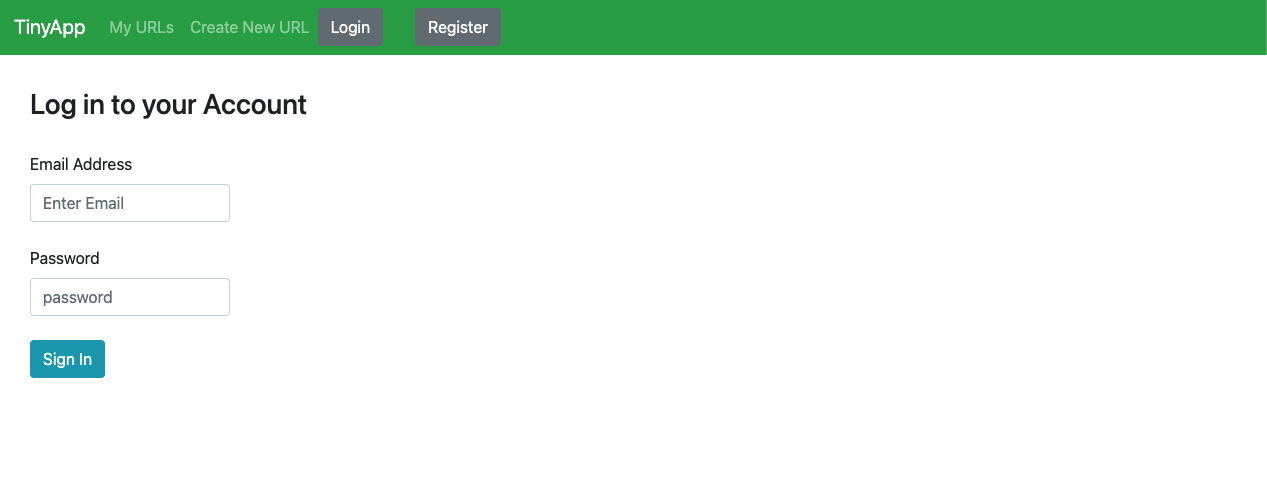 TinyApp My URLs Create New URL Login Register
Log in to your Account
Email Address
Enter Email
Password
password
Sign In